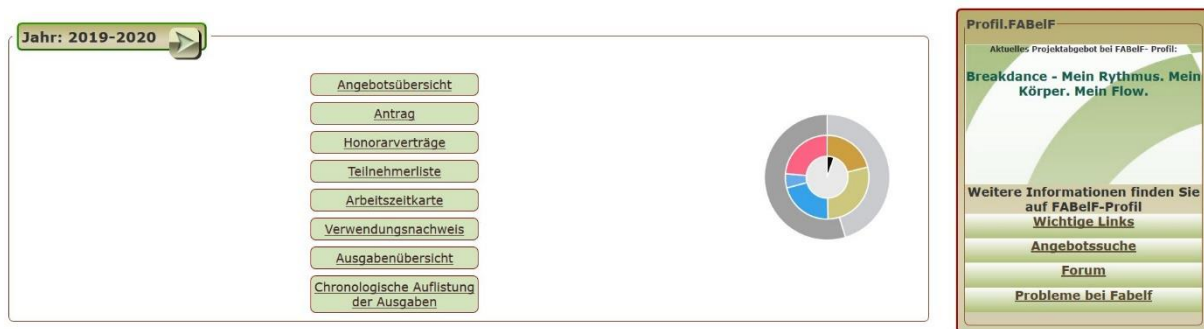 Jahr: 2019-2020
Angebotsübersicht
Antrag
Honorarverträge
Teilnehmerliste
Arbeitszeitkarte
Verwendungsnachweis
Ausgabenübersicht
Chronologische Auflistung
der Ausgaben
Profil.FABelF
Aktuelles Projektabgebot bei FABelF- Profil:
Breakdance - Mein Rythmus. Mein
Körper. Mein Flow.
Weitere Informationen finden Sie
auf FABelF-Profil
Wichtige Links
Angebotssuche
Forum
Probleme bei Fabelf